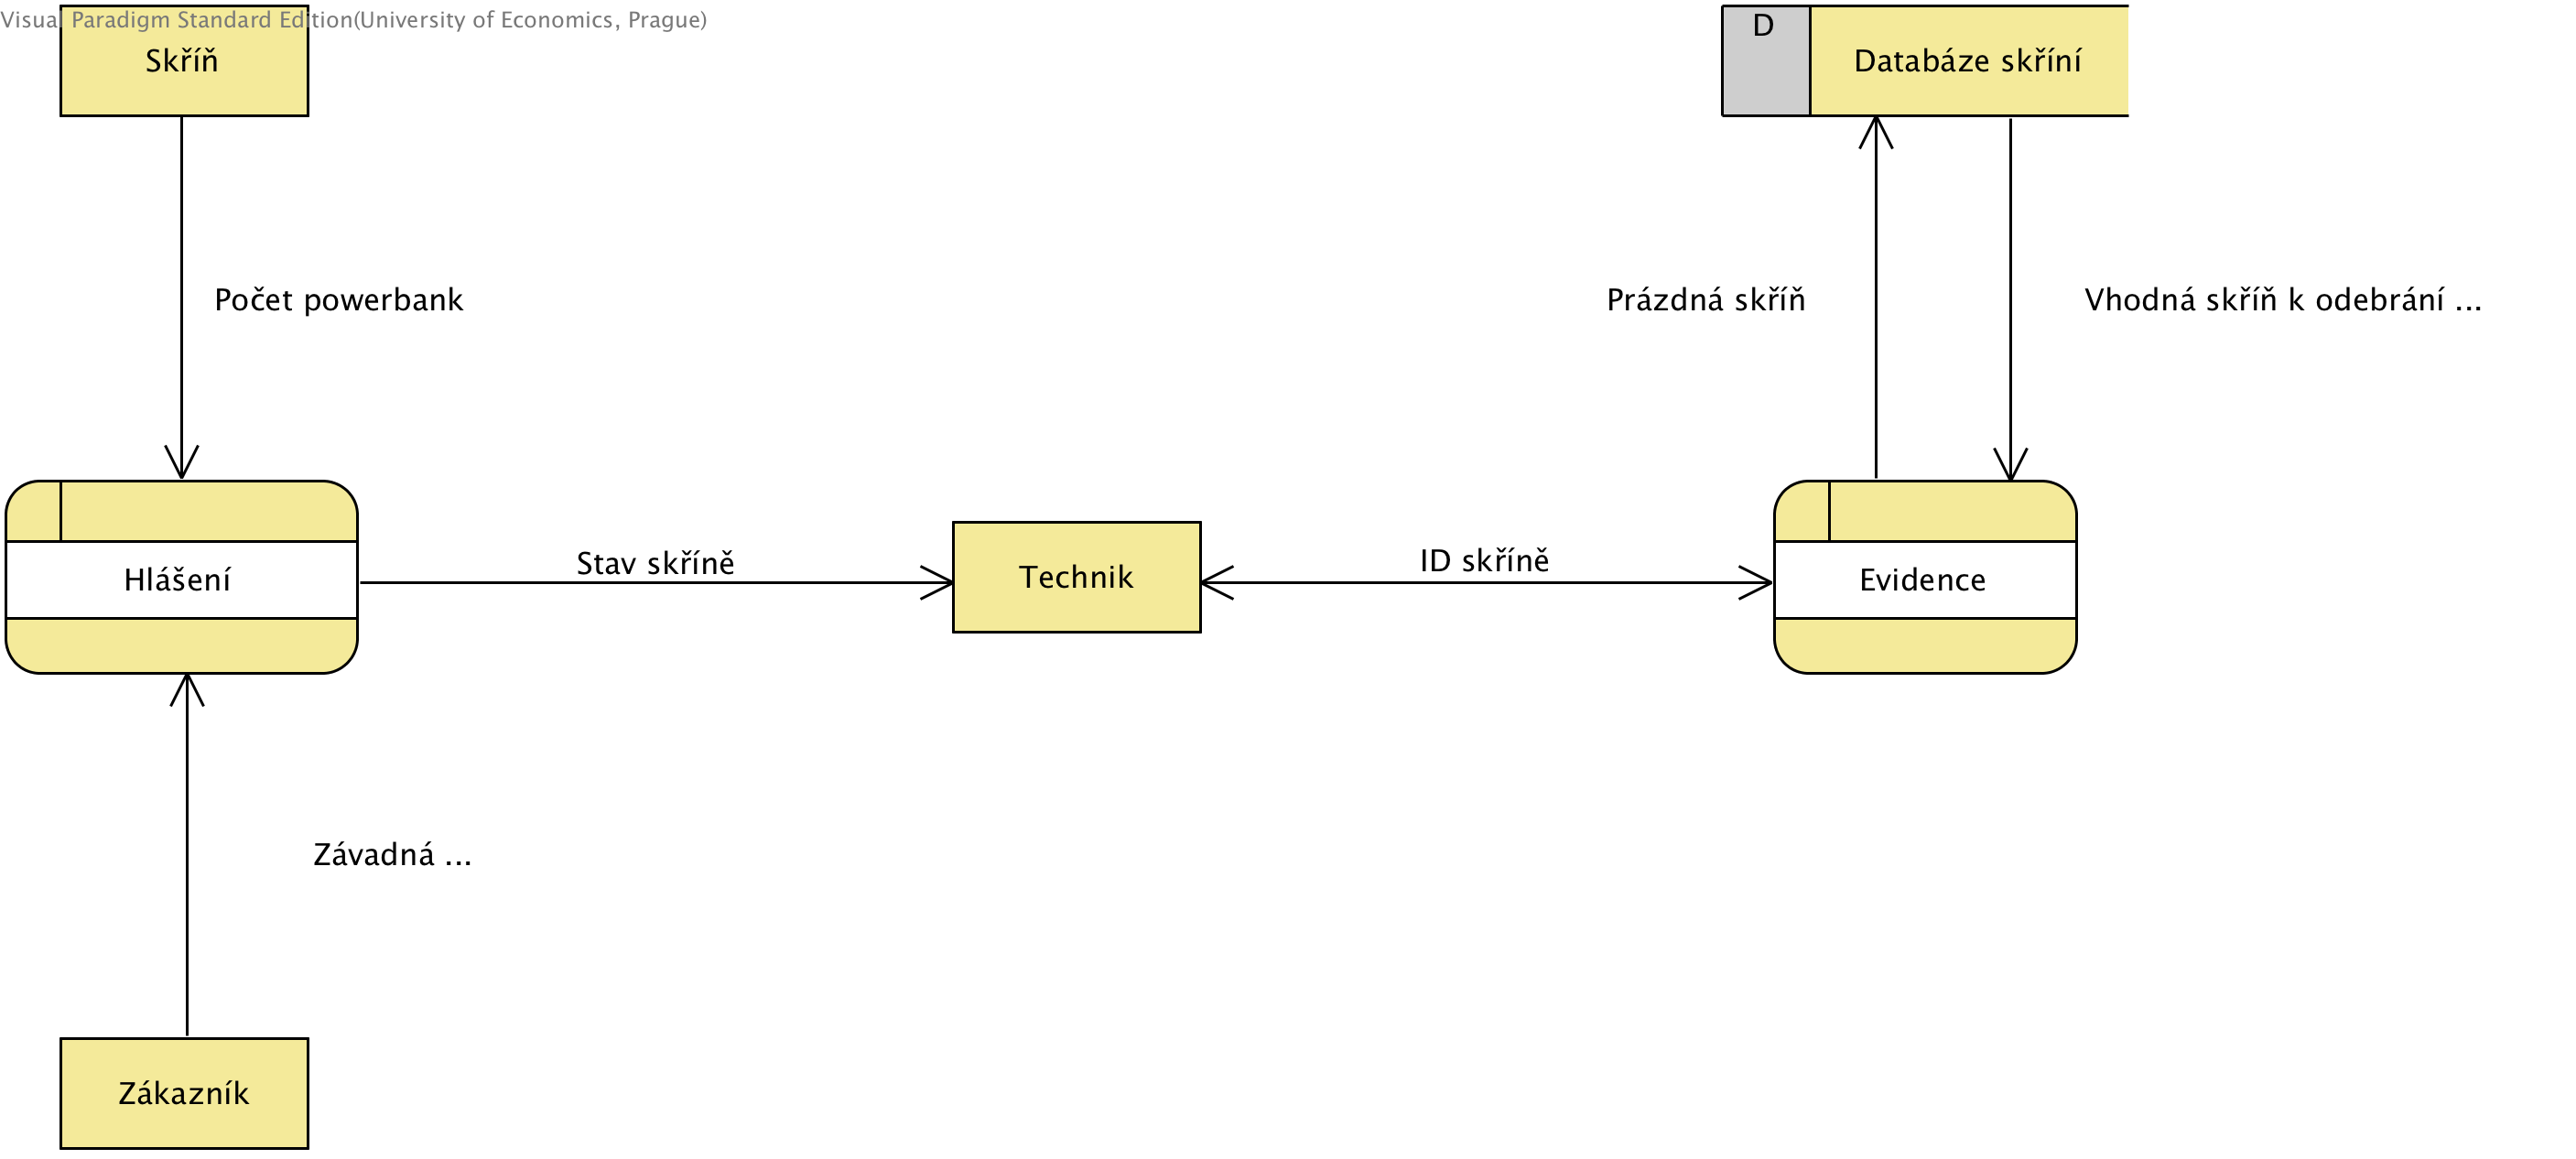 Visual Paradigm Standard Edition(University of Economics, Prague)
Skříň
D
Databáze skříní
Počet powerbank
Prázdná skříň
Vhodná skříň k odebrání ...
Hlášení
Stav skříně
Technik
ID skříně
Evidence
Závadná ...
Zákazník